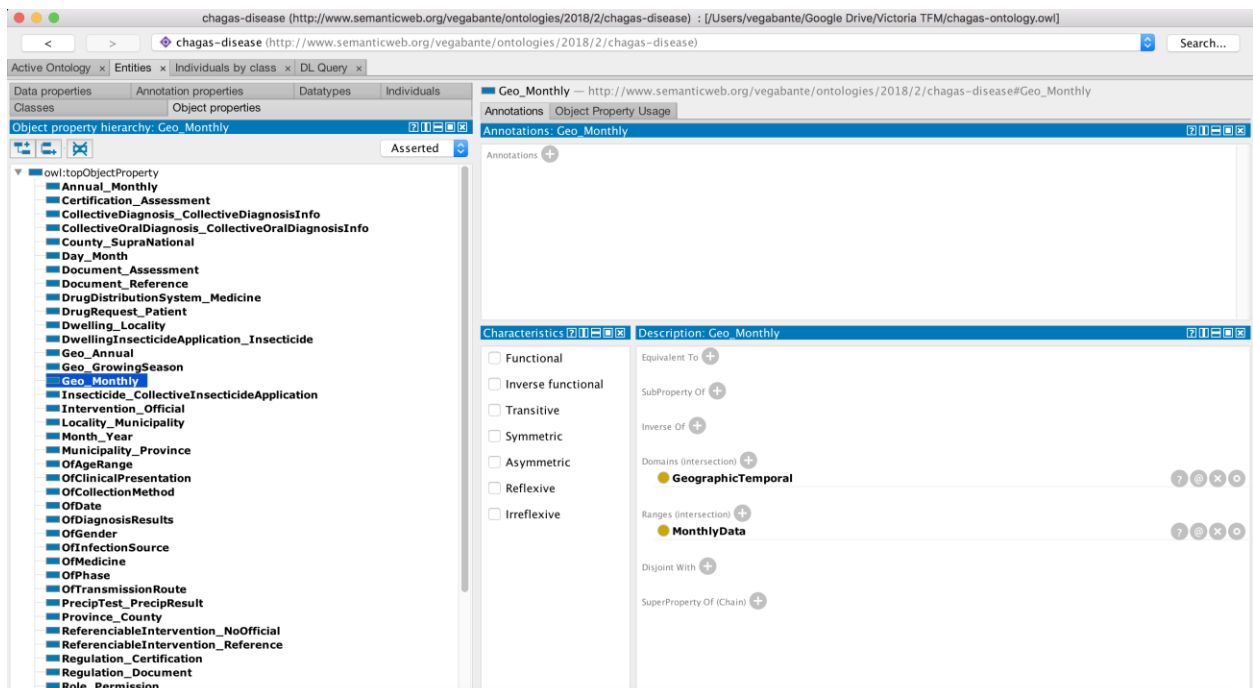 chagas-disease (http://www.semanticweb.org/vegabante/ontologies/2018/2/chagas-disease) : [/Users/vegabante/Google Drive/Victoria TFM/chagas-ontology.owl]
< > chagas-disease (http://www.semanticweb.org/vegabante/ontologies/2018/2/chagas-disease) Search...
Active Ontology × Entities × Individuals by class × DL Query ×
Data properties Annotation properties Datatypes Individuals
Classes Object properties
Object property hierarchy: Geo_Monthly
Asserted
owl:topObjectProperty
Annual_Monthly
Certification_Assessment
CollectiveDiagnosis_CollectiveDiagnosisInfo
CollectiveOralDiagnosis_CollectiveOralDiagnosisInfo
County_SupraNational
Day_Month
Document_Assessment
Document_Reference
DrugDistributionSystem_Medicine
DrugRequest_Patient
Dwelling_Locality
DwellingInsecticideApplication_Insecticide
Geo_Annual
Geo_GrowingSeason
Geo_Monthly
Insecticide_CollectiveInsecticideApplication
Intervention_Official
Locality_Municipality
Month_Year
Municipality_Province
OfAgeRange
OfClinicalPresentation
OfCollectionMethod
OfDate
OfDiagnosisResults
OfGender
OfInfectionSource
OfMedicine
OfPhase
OfTransmissionRoute
PrecipTest_PrecipResult
Province_County
ReferenciableIntervention_NoOfficial
ReferenciableIntervention_Reference
Regulation_Certification
Regulation_Document
Role_Permission
Geo_Monthly — http://www.semanticweb.org/vegabante/ontologies/2018/2/chagas-disease#Geo_Monthly
Annotations Object Property Usage
Annotations: Geo_Monthly
Annotations
Characteristics
Functional
Inverse functional
Transitive
Symmetric
Asymmetric
Reflexive
Irreflexive
Description: Geo_Monthly
Equivalent To
SubProperty Of
Inverse Of
Domains (intersection)
GeographicTemporal
Ranges (intersection)
MonthlyData
Disjoint With
SuperProperty Of (Chain)